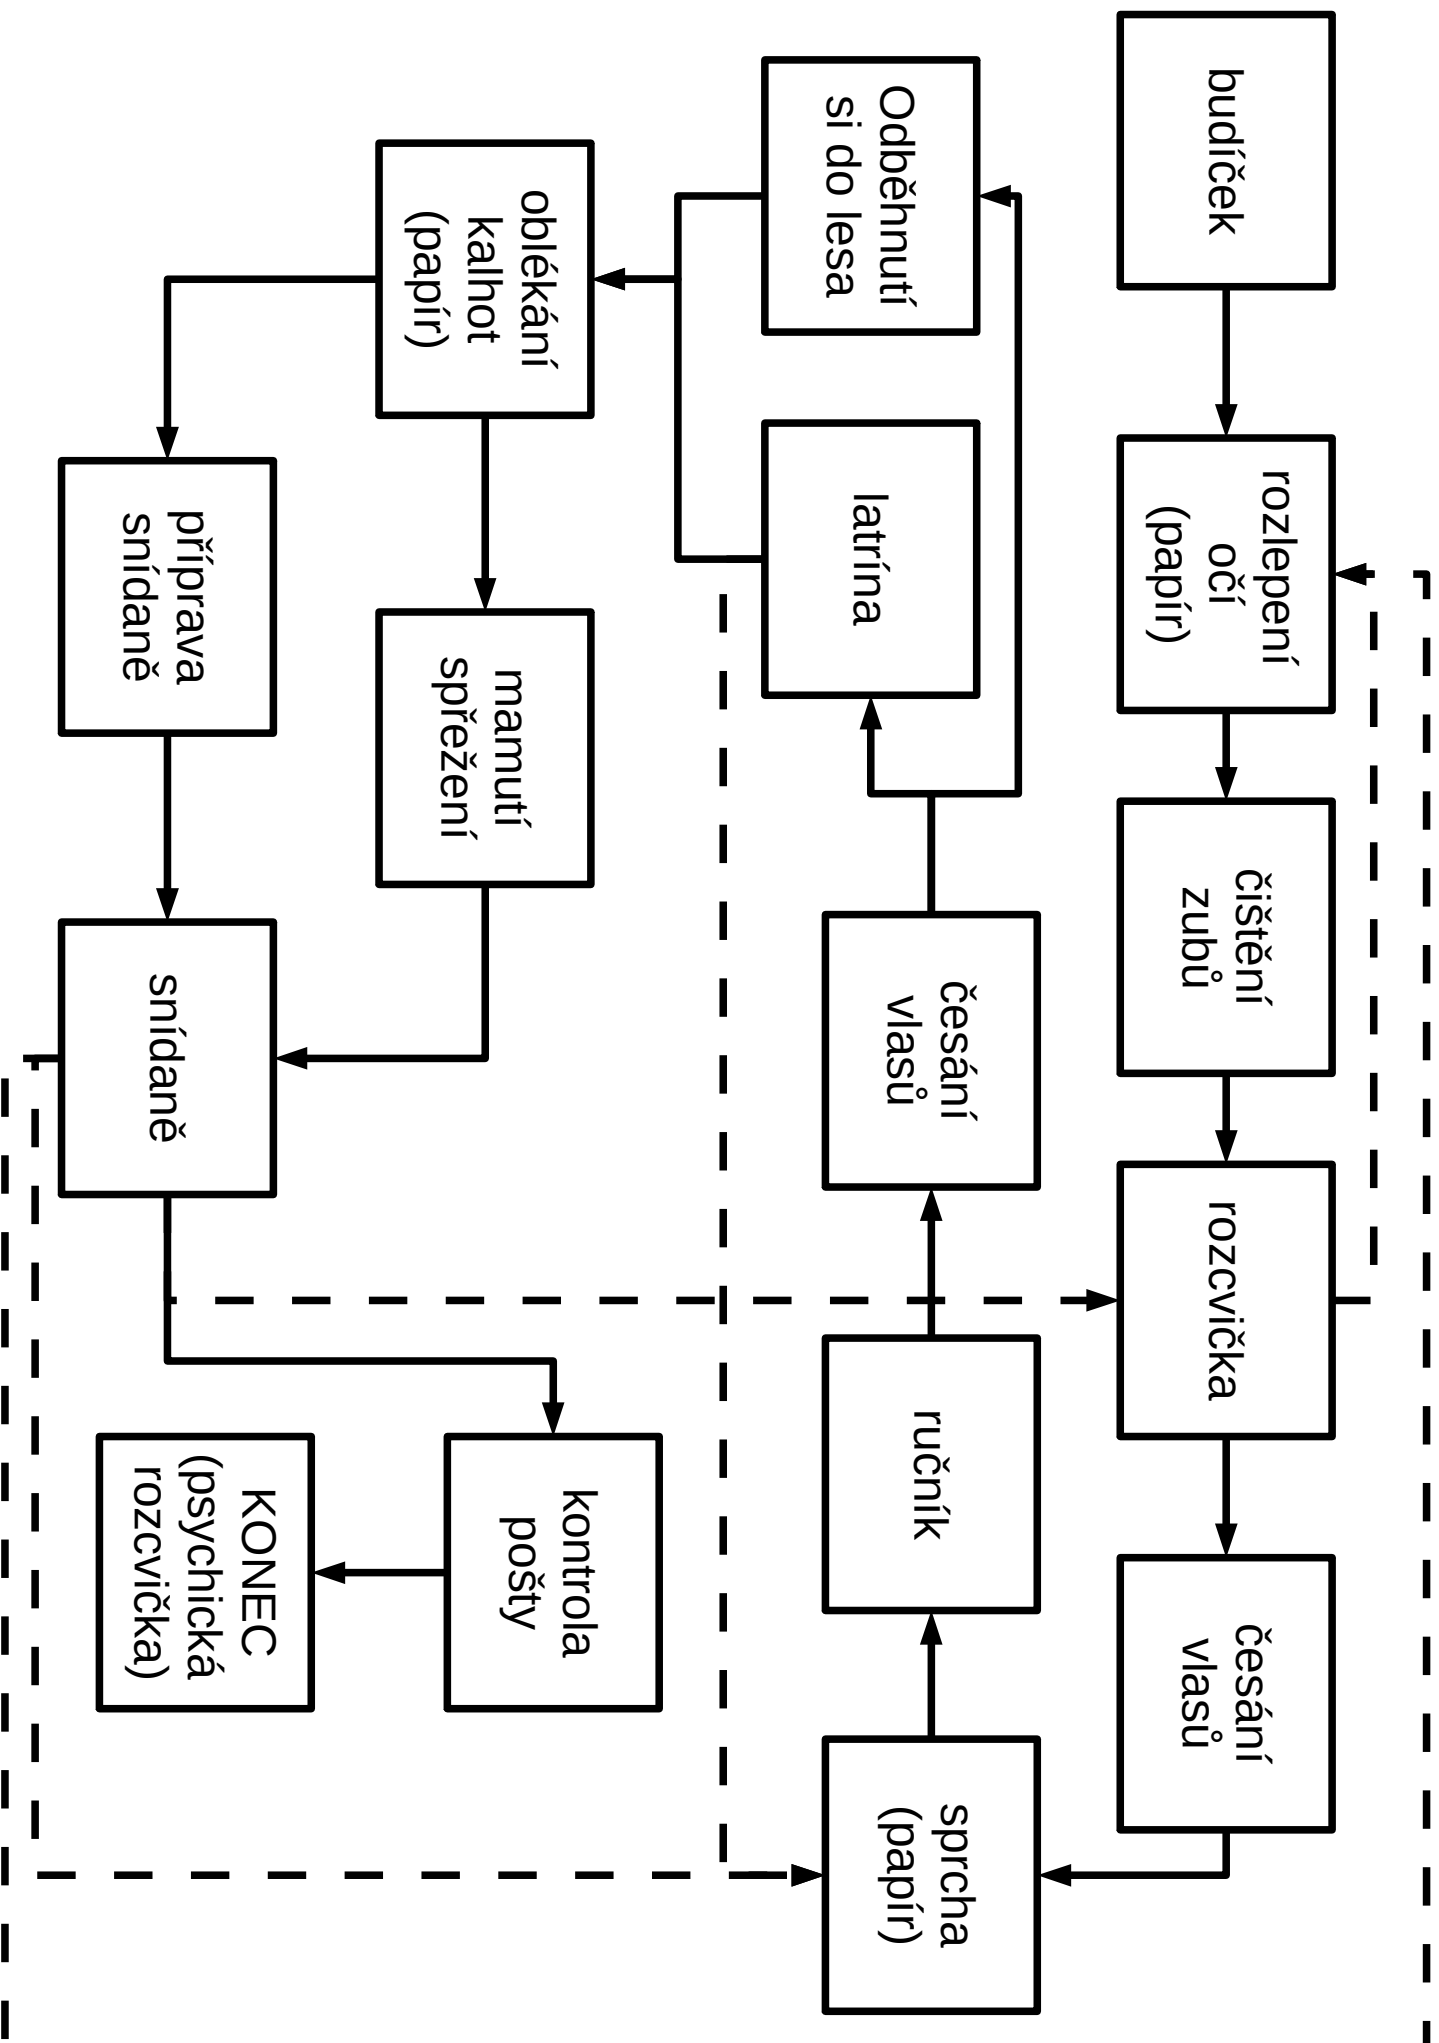 budíček
rozlepení
očí
(papír)
čištění
zubů
rozcvička
česání
vlasů
Odběhnutí
si do lesa
latrína
česání
vlasů
ručník
sprcha
(papír)
oblékání
kalhot
(papír)
mamutí
spřežení
kontrola
pošty
příprava
snídaně
snídaně
KONEC
(psychická
rozcvička)